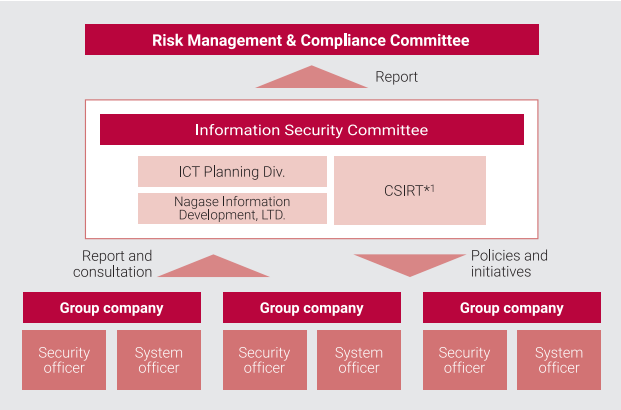 Risk Management & Compliance Committee
Report
Information Security Committee
ICT Planning Div.
Nagase Information
Development, LTD.
CSIRT*1
Report and
consultation
Policies and
initiatives
Group company
Group company
Group company
Security
officer
System
officer
Security
officer
System
officer
Security
officer
System
officer